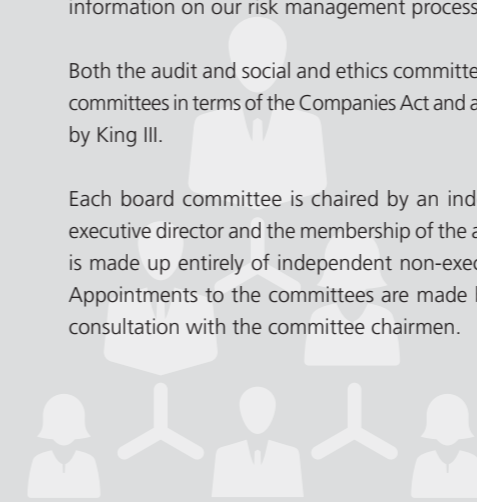 information on our risk management process
Both the audit and social and ethics committe
committees in terms of the Companies Act and a
by King III.
Each board committee is chaired by an ind
executive director and the membership of the a
is made up entirely of independent non-exec
Appointments to the committees are made
consultation with the committee chairmen.